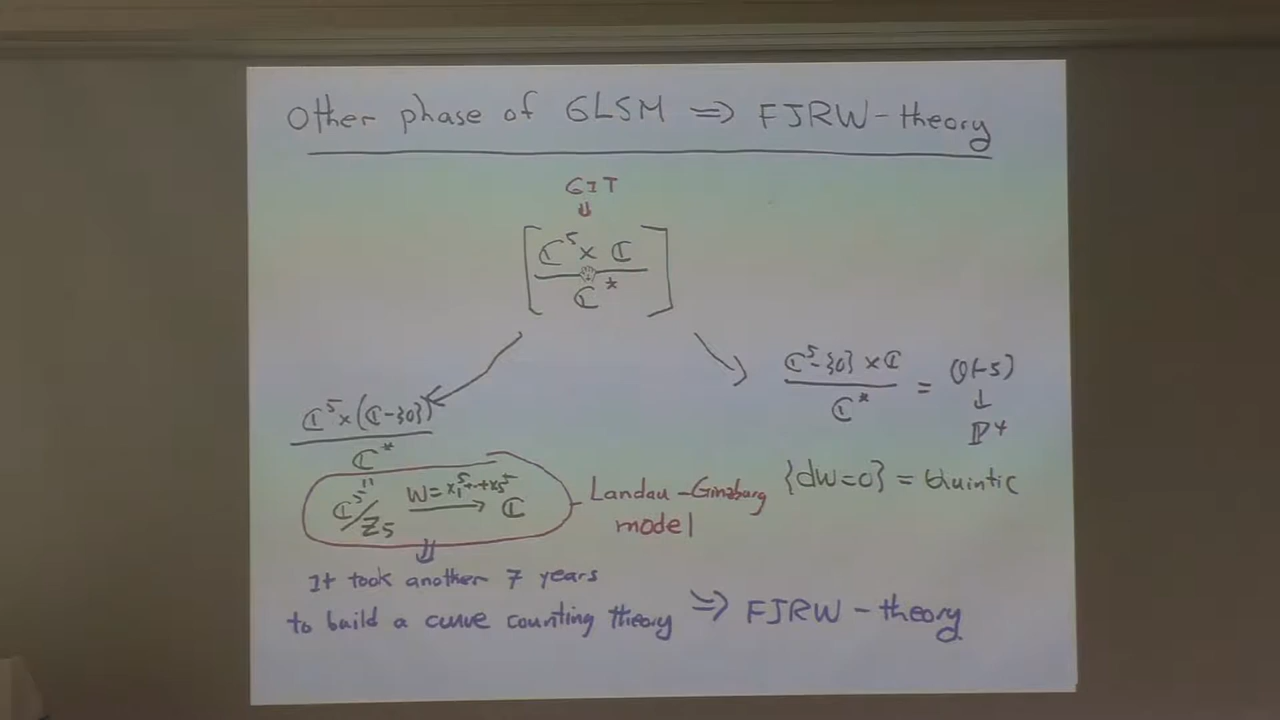 Other phase of GLSM ⇒ FJRW-theory
GIT
⇓
[ℂ⁵ × ℂ / ℂ*]
ℂ⁵×(ℂ-{0}) / ℂ*
ℂ⁵-{0} × ℂ / ℂ* = O(-5)
↓
ℙ⁴
=
ℂ⁵/Z₅ W=x₁⁵+..+x₅⁵ → ℂ
Landau-Ginzburg
model
{dW=0} = Quintic
⇓
It took another 7 years
to build a curve counting theory ⇒ FJRW-theory